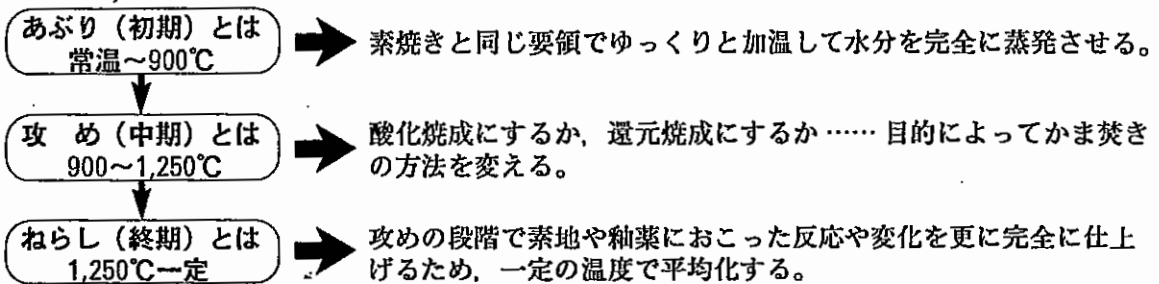 あぶり（初期）とは
常温～900℃
素焼きと同じ要領でゆっくりと加温して水分を完全に蒸発させる。
攻　め（中期）とは
900～1,250℃
酸化焼成にするか，還元焼成にするか……目的によってかま焚き
の方法を変える。
ねらし（終期）とは
1,250℃一定
攻めの段階で素地や釉薬におこった反応や変化を更に完全に仕上
げるため，一定の温度で平均化する。